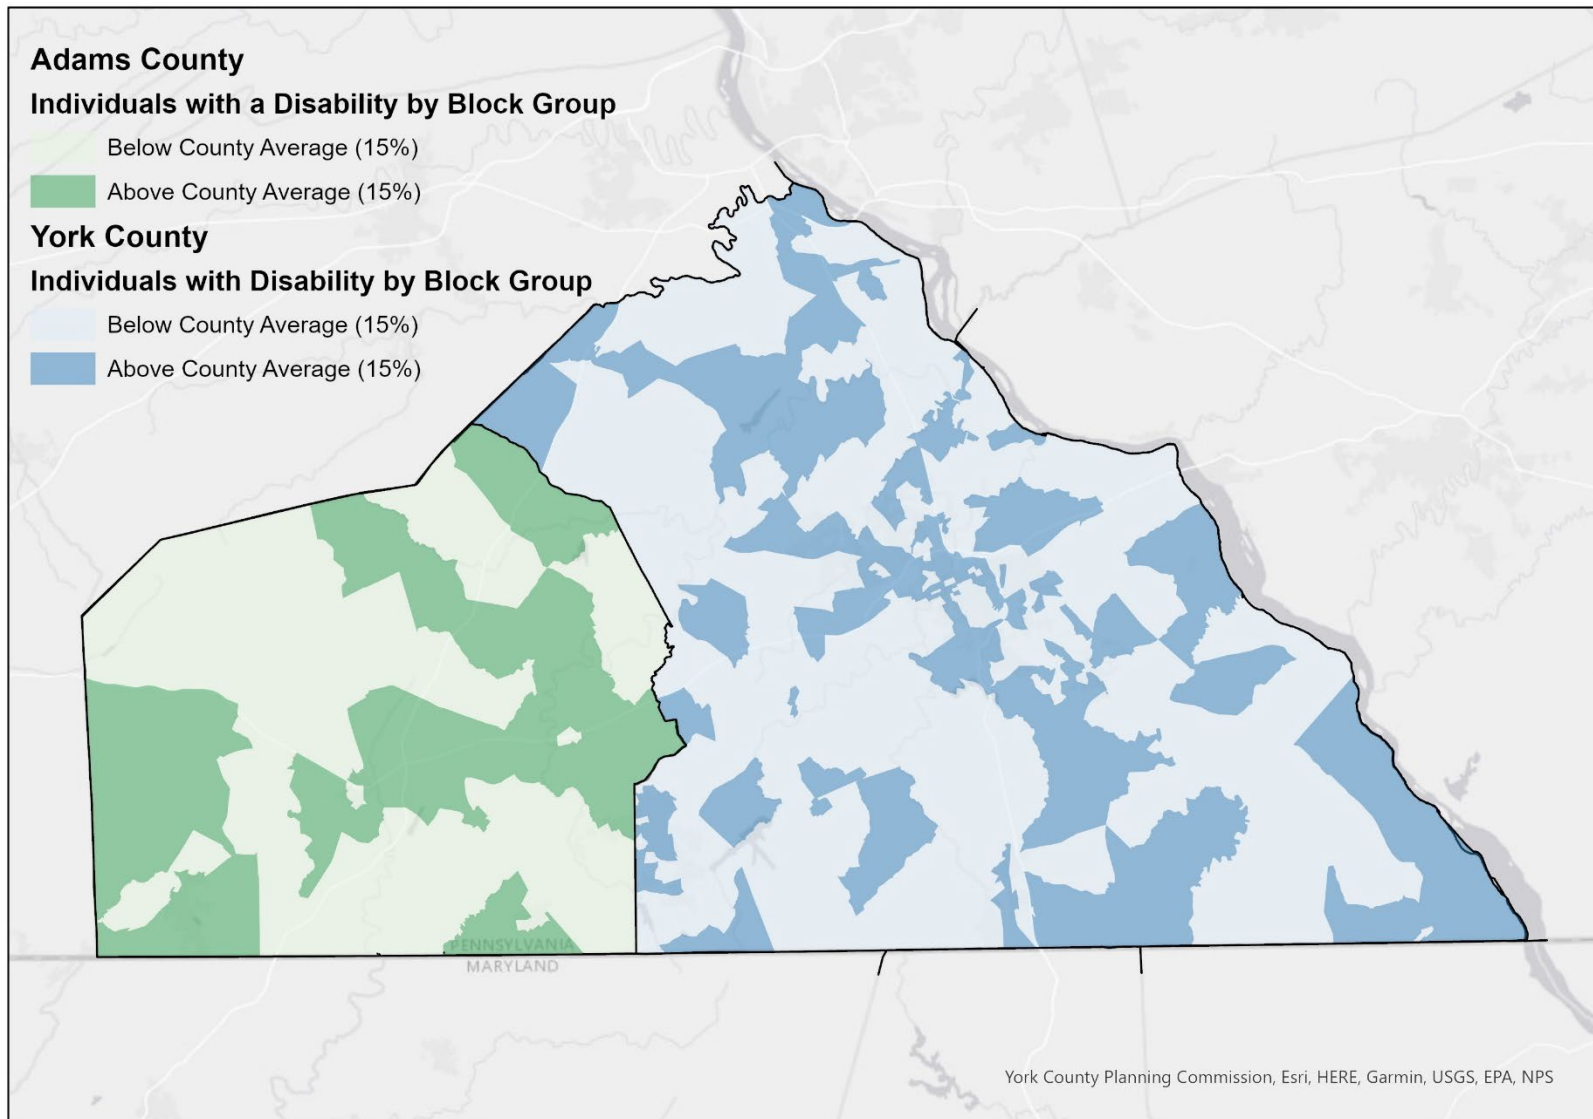 Adams County
Individuals with a Disability by Block Group
Below County Average (15%)
Above County Average (15%)
York County
Individuals with Disability by Block Group
Below County Average (15%)
Above County Average (15%)
PENNSYLVANIA
MARYLAND
York County Planning Commission, Esri, HERE, Garmin, USGS, EPA, NPS